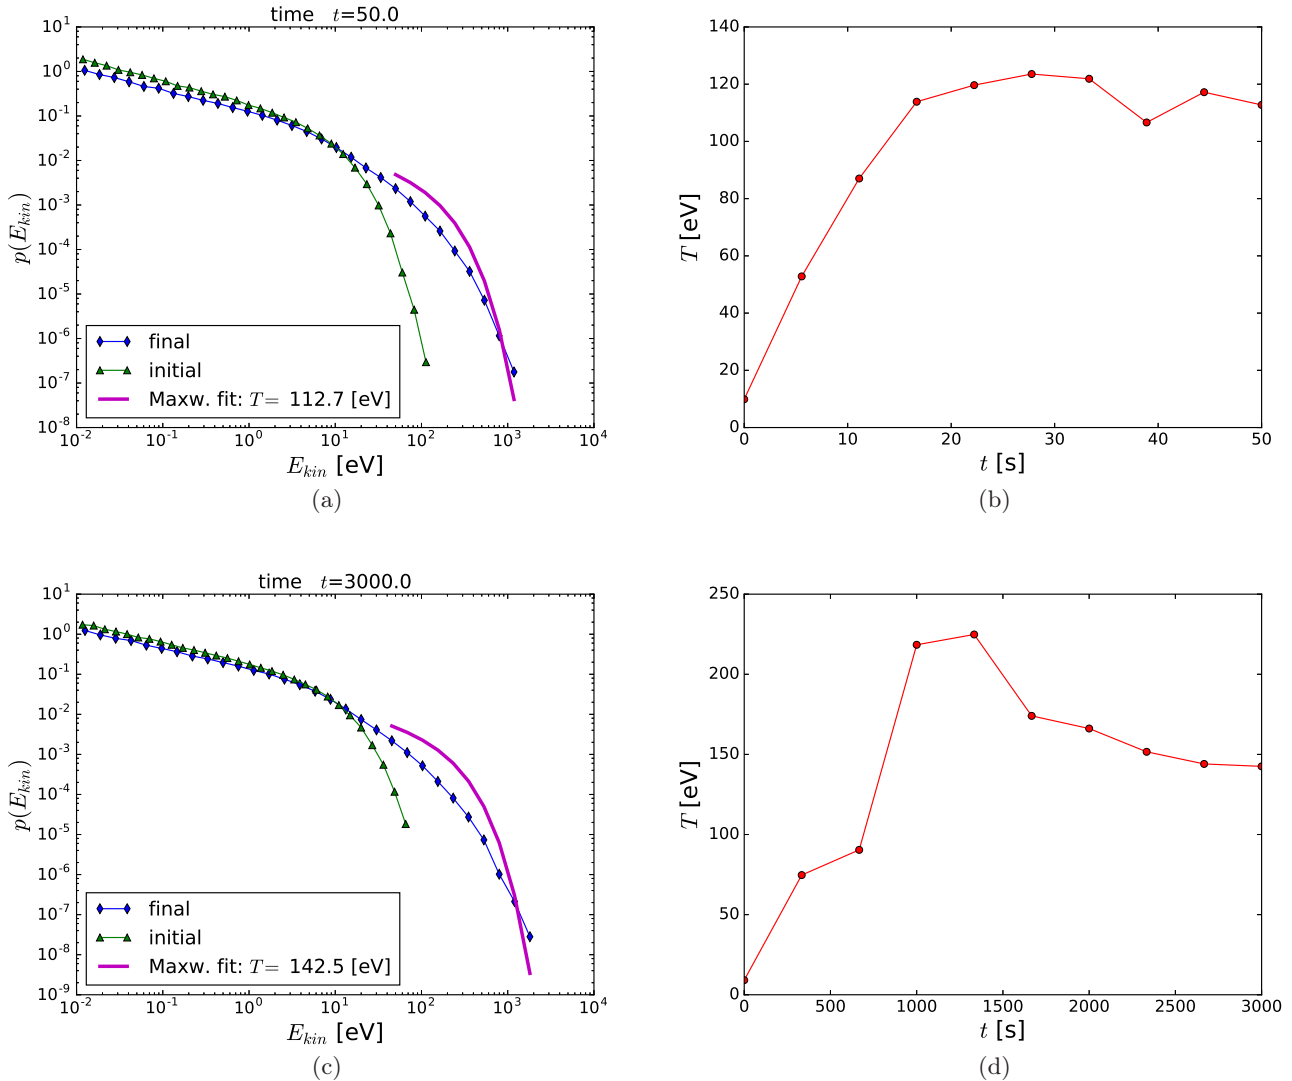 time t=50.0
10^1
10^0
10^-1
10^-2
10^-3
10^-4
10^-5
10^-6
10^-7
10^-8
p(E_kin)
final
initial
Maxw. fit: T = 112.7 [eV]
10^-2 10^-1 10^0 10^1 10^2 10^3 10^4
E_kin [eV]
(a)
140
120
100
80
60
40
20
0
T [eV]
0 10 20 30 40 50
t [s]
(b)
time t=3000.0
10^1
10^0
10^-1
10^-2
10^-3
10^-4
10^-5
10^-6
10^-7
10^-8
10^-9
p(E_kin)
final
initial
Maxw. fit: T = 142.5 [eV]
10^-2 10^-1 10^0 10^1 10^2 10^3 10^4
E_kin [eV]
(c)
250
200
150
100
50
0
T [eV]
0 500 1000 1500 2000 2500 3000
t [s]
(d)